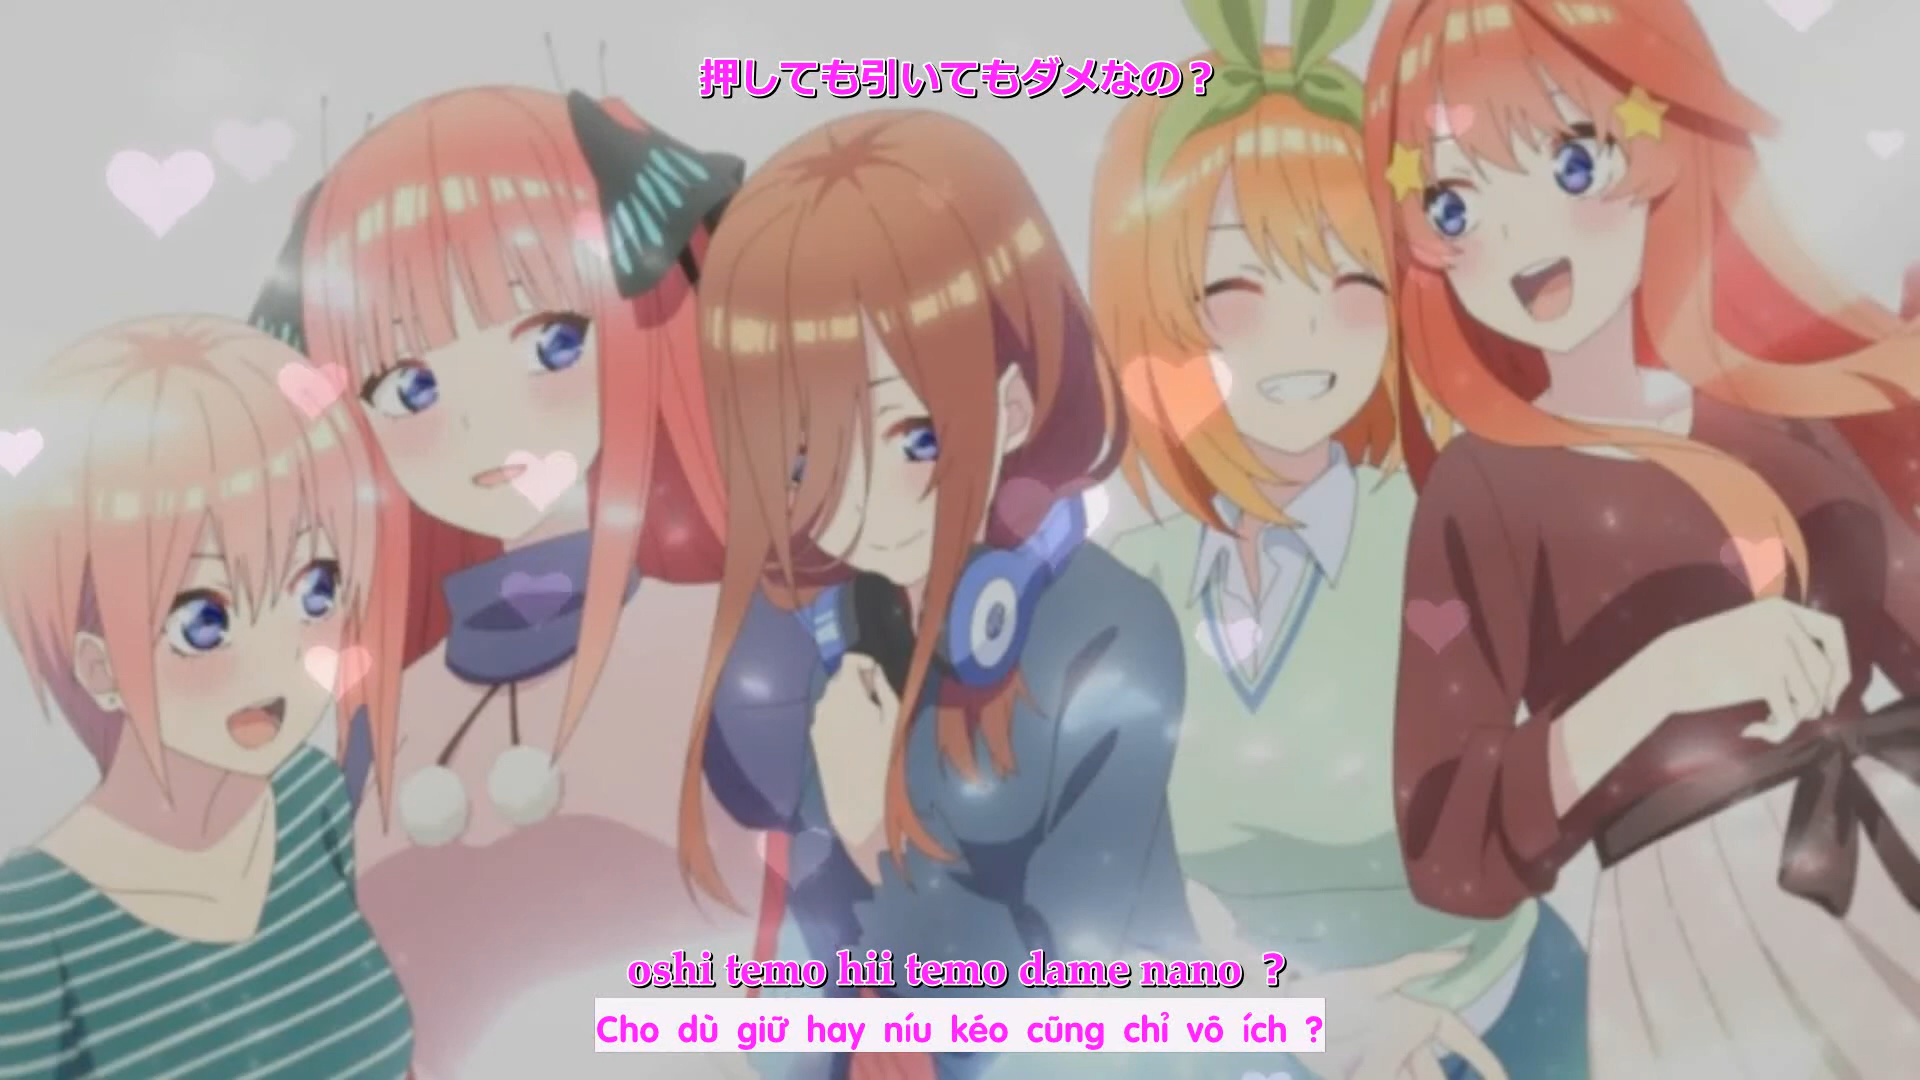 押しても引いてもダメなの？
oshi temo hii temo dame nano ?
Cho dù giữ hay níu kéo cũng chỉ vô ích ?